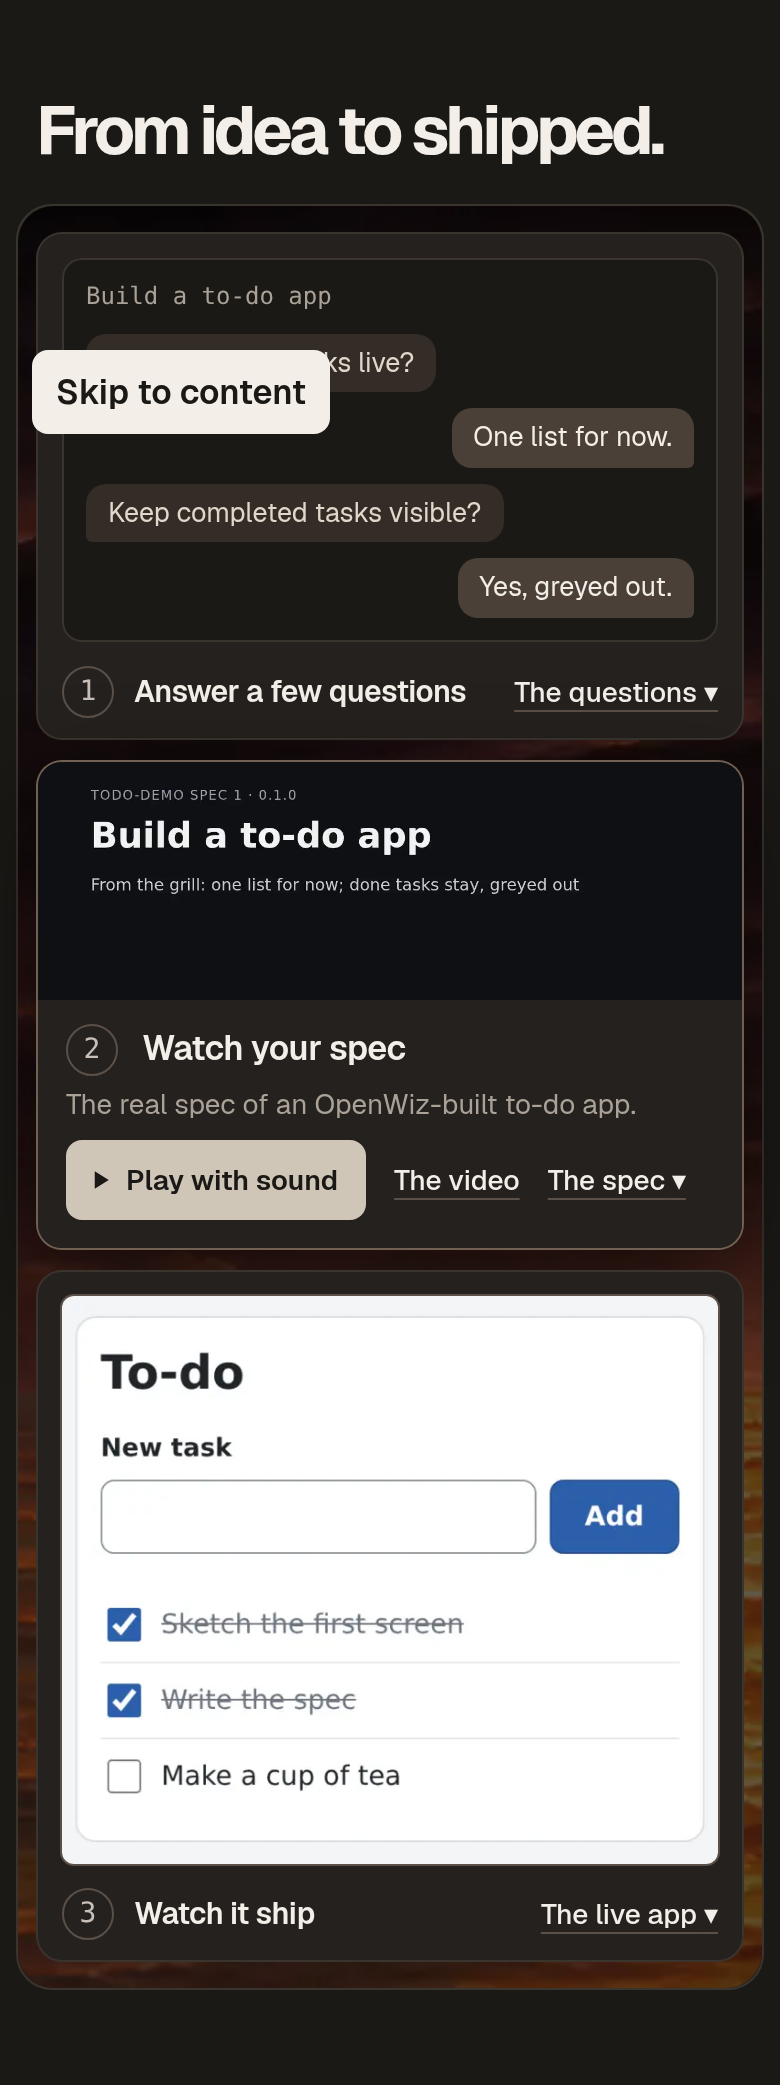 From idea to shipped.
Build a to-do app
live?
Skip to content
One list for now.
Keep completed tasks visible?
Yes, greyed out.
1 Answer a few questions The questions ▾
TODO-DEMO SPEC 1 · 0.1.0
Build a to-do app
From the grill: one list for now; done tasks stay, greyed out
2 Watch your spec
The real spec of an OpenWiz-built to-do app.
▶ Play with sound The video The spec ▾
To-do
New task
Add
Sketch the first screen
Write the spec
Make a cup of tea
3 Watch it ship The live app ▾